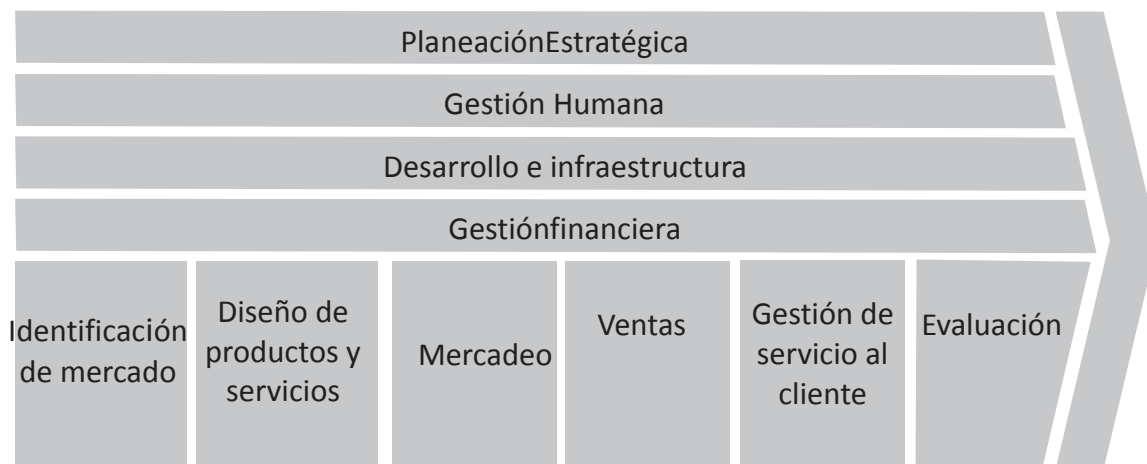 PlaneaciónEstratégica
Gestión Humana
Desarrollo e infraestructura
Gestiónfinanciera
Identificación
de mercado
Diseño de
productos y
servicios
Mercadeo
Ventas
Gestión de
servicio al
cliente
Evaluación